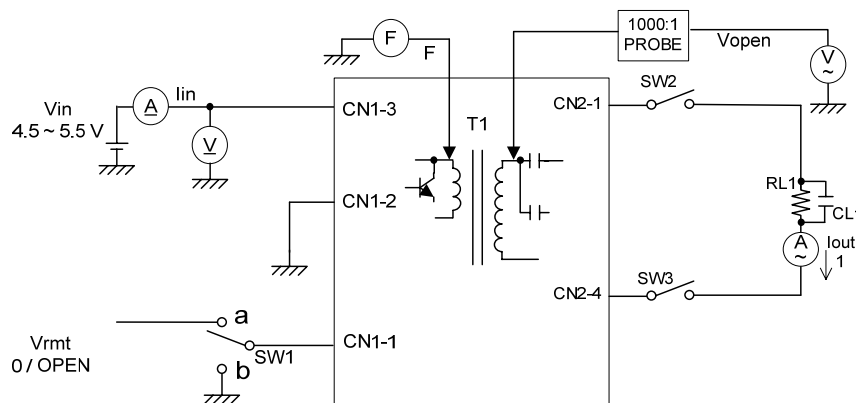 1000:1
PROBE
Vopen
F
F
V
~
SW2
Vin
4.5 ~ 5.5 V
A
Iin
CN1-3
CN2-1
T1
V
RL1
CL1
CN1-2
A
~
Iout
1
CN2-4
SW3
a
Vrmt
0 / OPEN
SW1
CN1-1
b